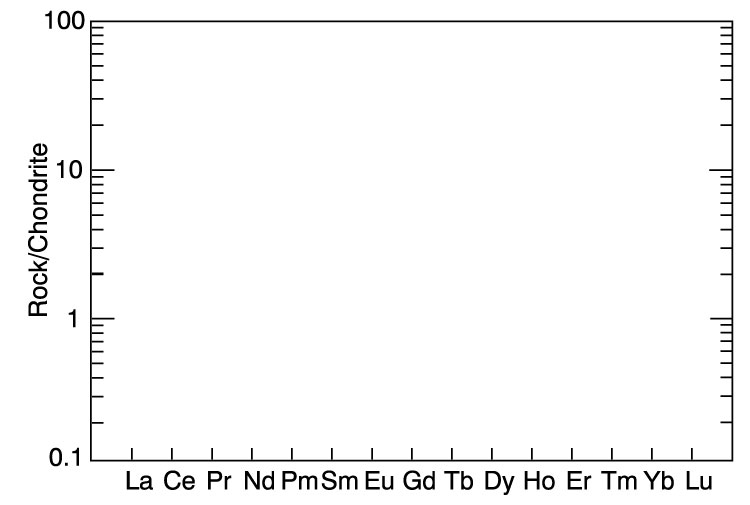 100
10
1
0.1
Rock/Chondrite
La Ce Pr Nd Pm Sm Eu Gd Tb Dy Ho Er Tm Yb Lu